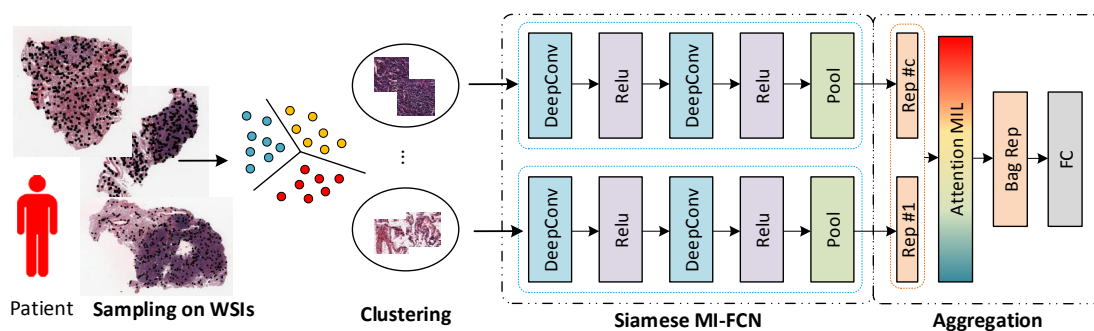 DeepConv
Relu
DeepConv
Relu
Pool
Rep #c
...
DeepConv
Relu
DeepConv
Relu
Pool
Rep #1
Attention MIL
Bag Rep
FC
Patient
Sampling on WSIs
Clustering
Siamese MI-FCN
Aggregation